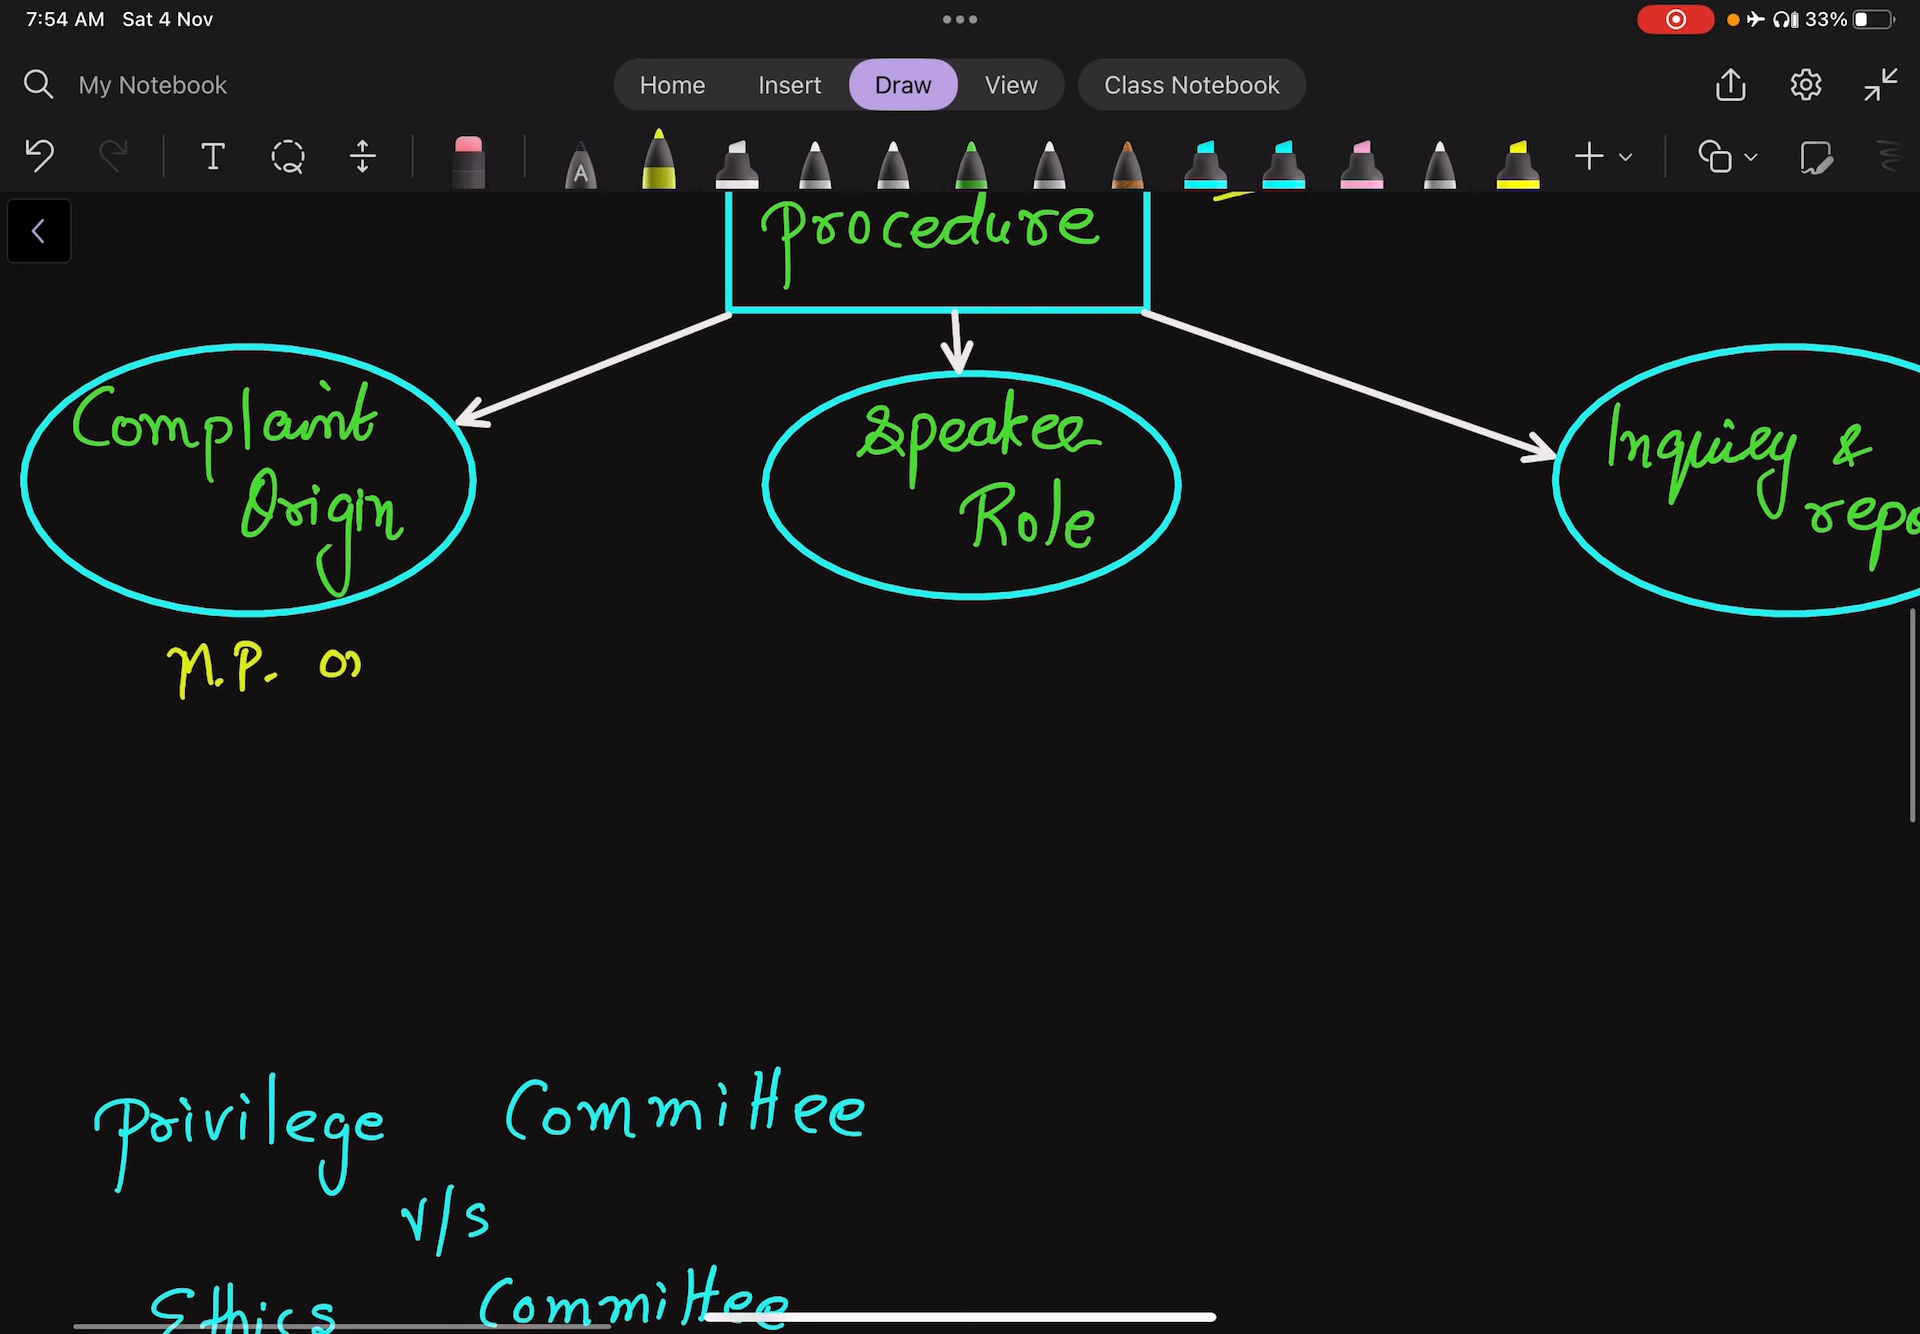 7:54 AM Sat 4 Nov
33%
My Notebook
Home Insert Draw View Class Notebook
T
A
Procedure
Complaint
Origin
Speaker
Role
Inquiry &
repo
M.P. or
Privilege Committee
v/s
Ethics Committee